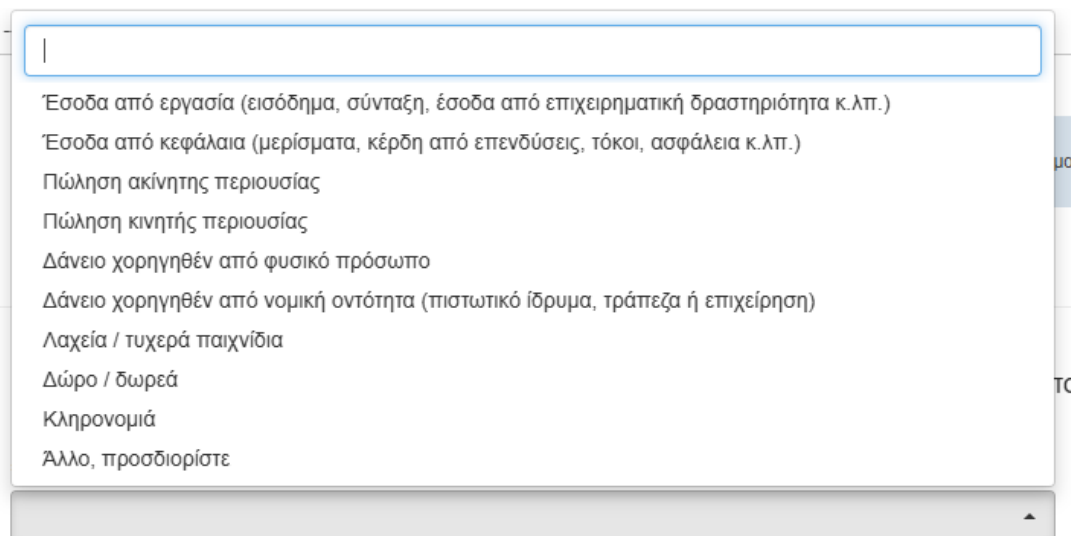 Έσοδα από εργασία (εισόδημα, σύνταξη, έσοδα από επιχειρηματική δραστηριότητα κ.λπ.)
Έσοδα από κεφάλαια (μερίσματα, κέρδη από επενδύσεις, τόκοι, ασφάλεια κ.λπ.)
Πώληση ακίνητης περιουσίας
Πώληση κινητής περιουσίας
Δάνειο χορηγηθέν από φυσικό πρόσωπο
Δάνειο χορηγηθέν από νομική οντότητα (πιστωτικό ίδρυμα, τράπεζα ή επιχείρηση)
Λαχεία / τυχερά παιχνίδια
Δώρο / δωρεά
Κληρονομιά
Άλλο, προσδιορίστε